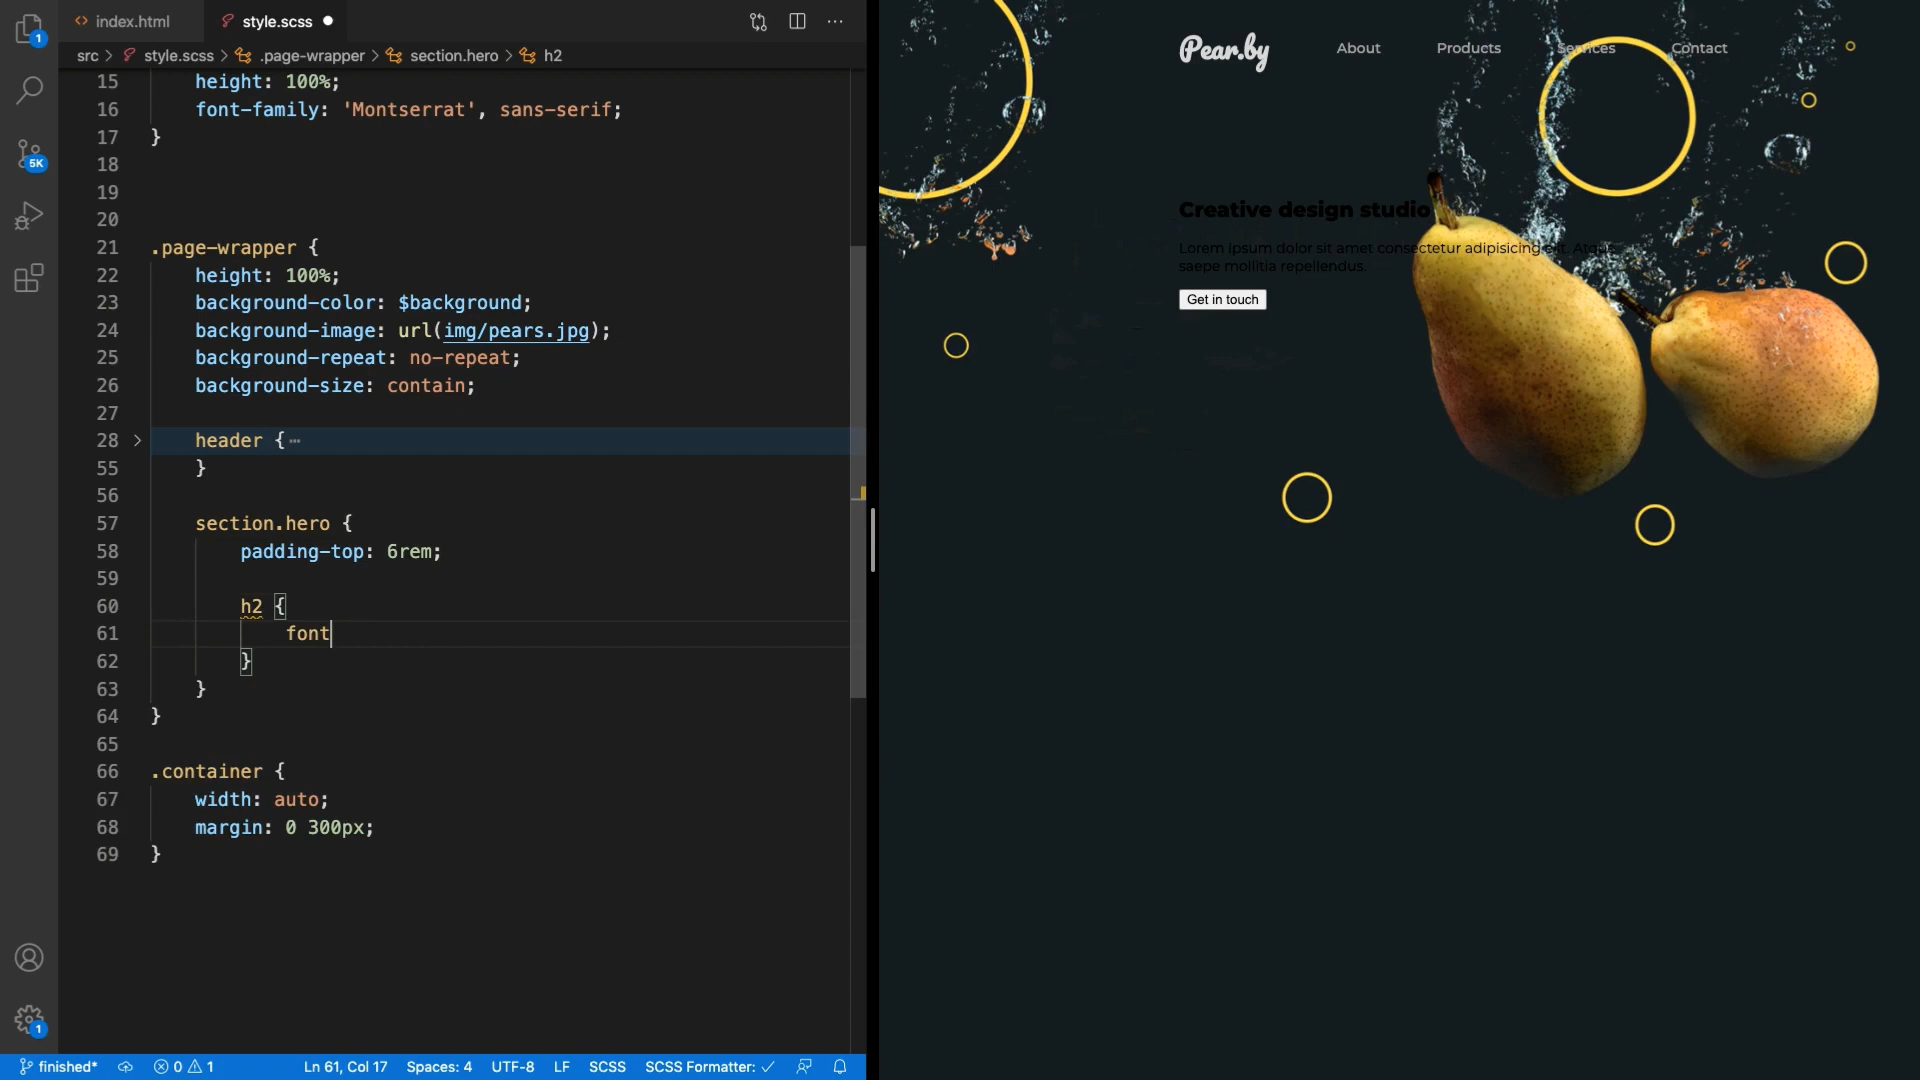 index.html
style.scss
src > style.scss > .page-wrapper > section.hero > h2
15 height: 100%;
16 font-family: 'Montserrat', sans-serif;
17 }
18
19
20
21 .page-wrapper {
22 height: 100%;
23 background-color: $background;
24 background-image: url(img/pears.jpg);
25 background-repeat: no-repeat;
26 background-size: contain;
27
28 header {⋯
55 }
56
57 section.hero {
58 padding-top: 6rem;
59
60 h2 {
61 font
62 }
63 }
64 }
65
66 .container {
67 width: auto;
68 margin: 0 300px;
69 }
1
5K
1
finished* 0 1 Ln 61, Col 17 Spaces: 4 UTF-8 LF SCSS SCSS Formatter: ✓
Pear.by About Products Services Contact
Creative design studio
Lorem ipsum dolor sit amet consectetur adipisicing elit. Atque
saepe mollitia repellendus.
Get in touch